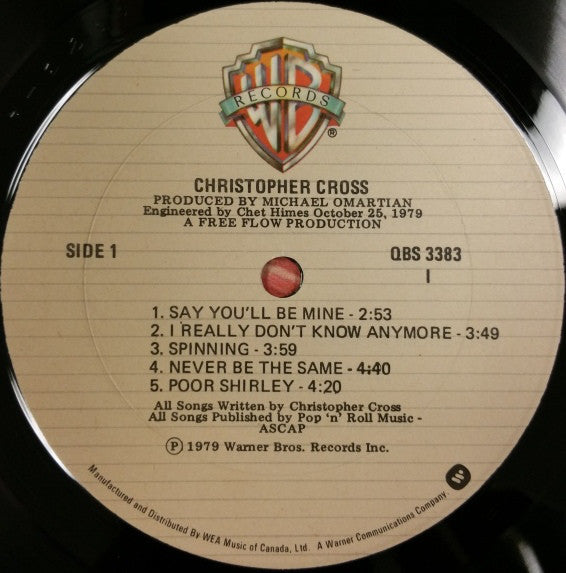 WB
RECORDS
®
CHRISTOPHER CROSS
PRODUCED BY MICHAEL OMARTIAN
Engineered by Chet Himes October 25, 1979
A FREE FLOW PRODUCTION
SIDE 1
QBS 3383
1
1. SAY YOU'LL BE MINE - 2:53
2. I REALLY DON'T KNOW ANYMORE - 3:49
3. SPINNING - 3:59
4. NEVER BE THE SAME - 4:40
5. POOR SHIRLEY - 4:20
All Songs Written by Christopher Cross
All Songs Published by Pop 'n' Roll Music -
ASCAP
Ⓟ 1979 Warner Bros. Records Inc.
Manufactured and Distributed By WEA Music of Canada, Ltd. A Warner Communications Company